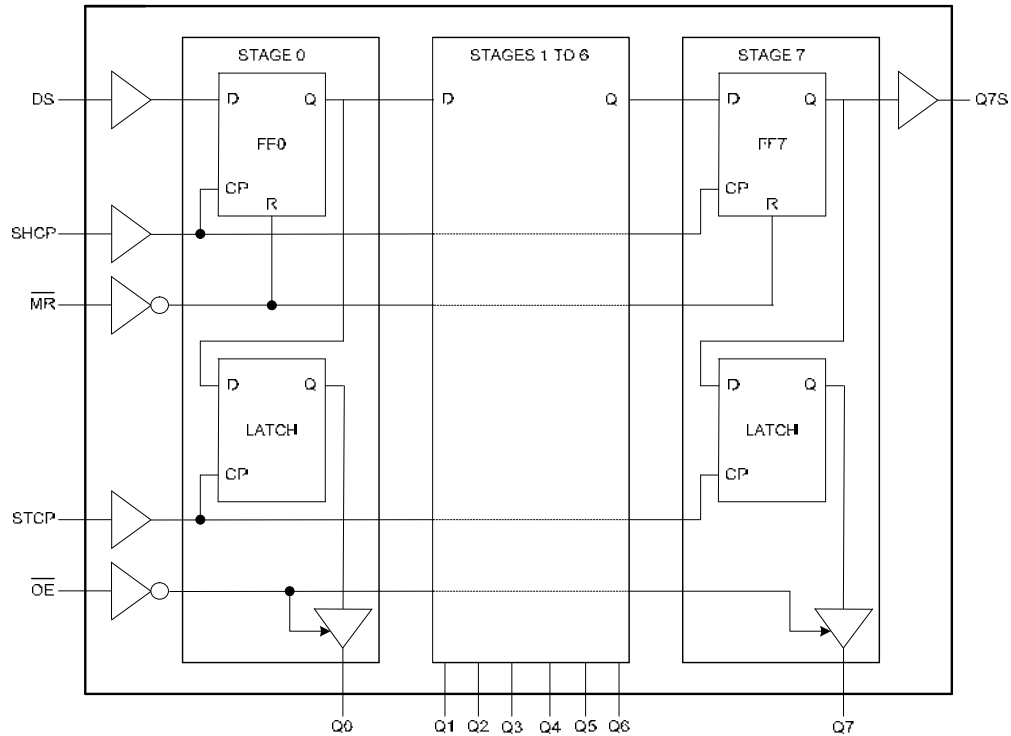 STAGE 0 STAGES 1 TO 6 STAGE 7
DS D Q D Q D Q Q7S
FF0 FF7
CP CP
R R
SHCP
MR
D Q D Q
LATCH LATCH
CP CP
STCP
OE
Q0 Q1 Q2 Q3 Q4 Q5 Q6 Q7